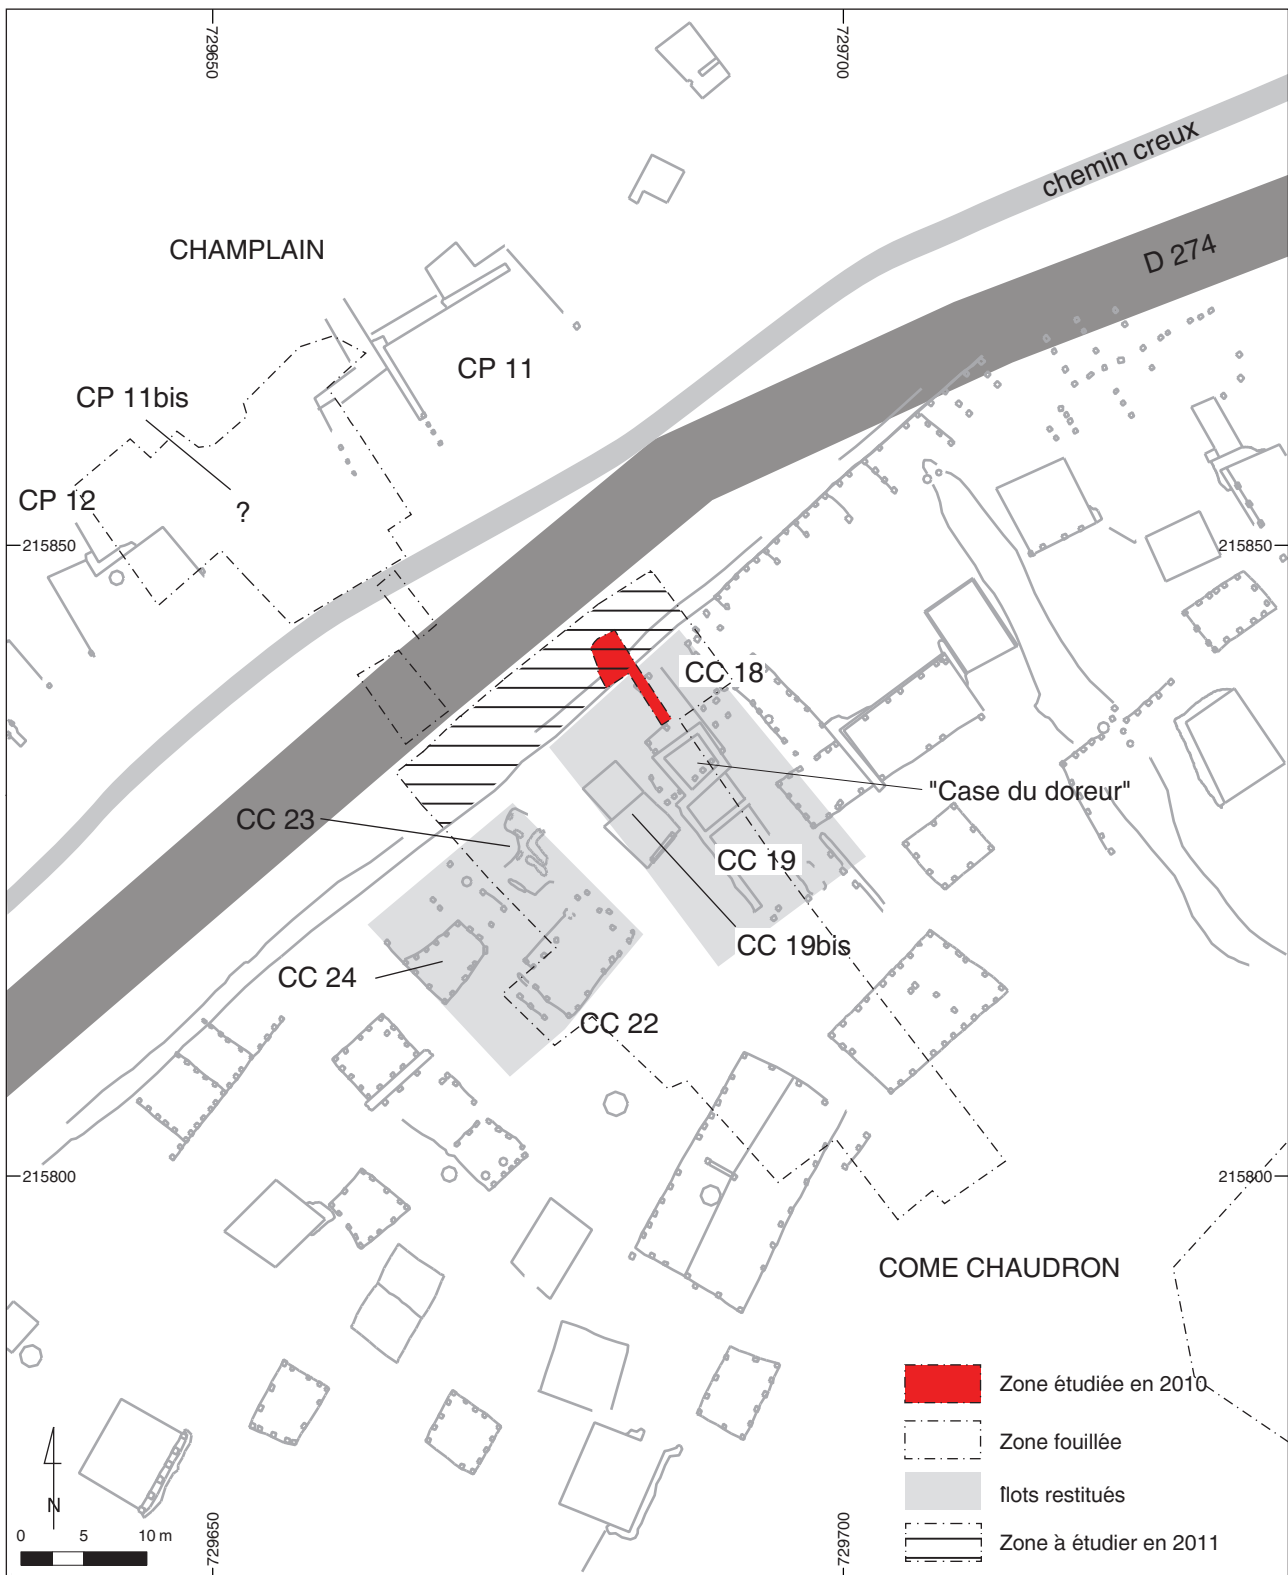 729650
729700
chemin creux
D 274
CHAMPLAIN
CP 11
CP 11bis
CP 12
?
215850
215850
CC 18
"Case du doreur"
CC 23
CC 19
CC 19bis
CC 24
CC 22
215800
215800
COME CHAUDRON
Zone étudiée en 2010
Zone fouillée
Îlots restitués
Zone à étudier en 2011
N
0 5 10 m
729650
729700